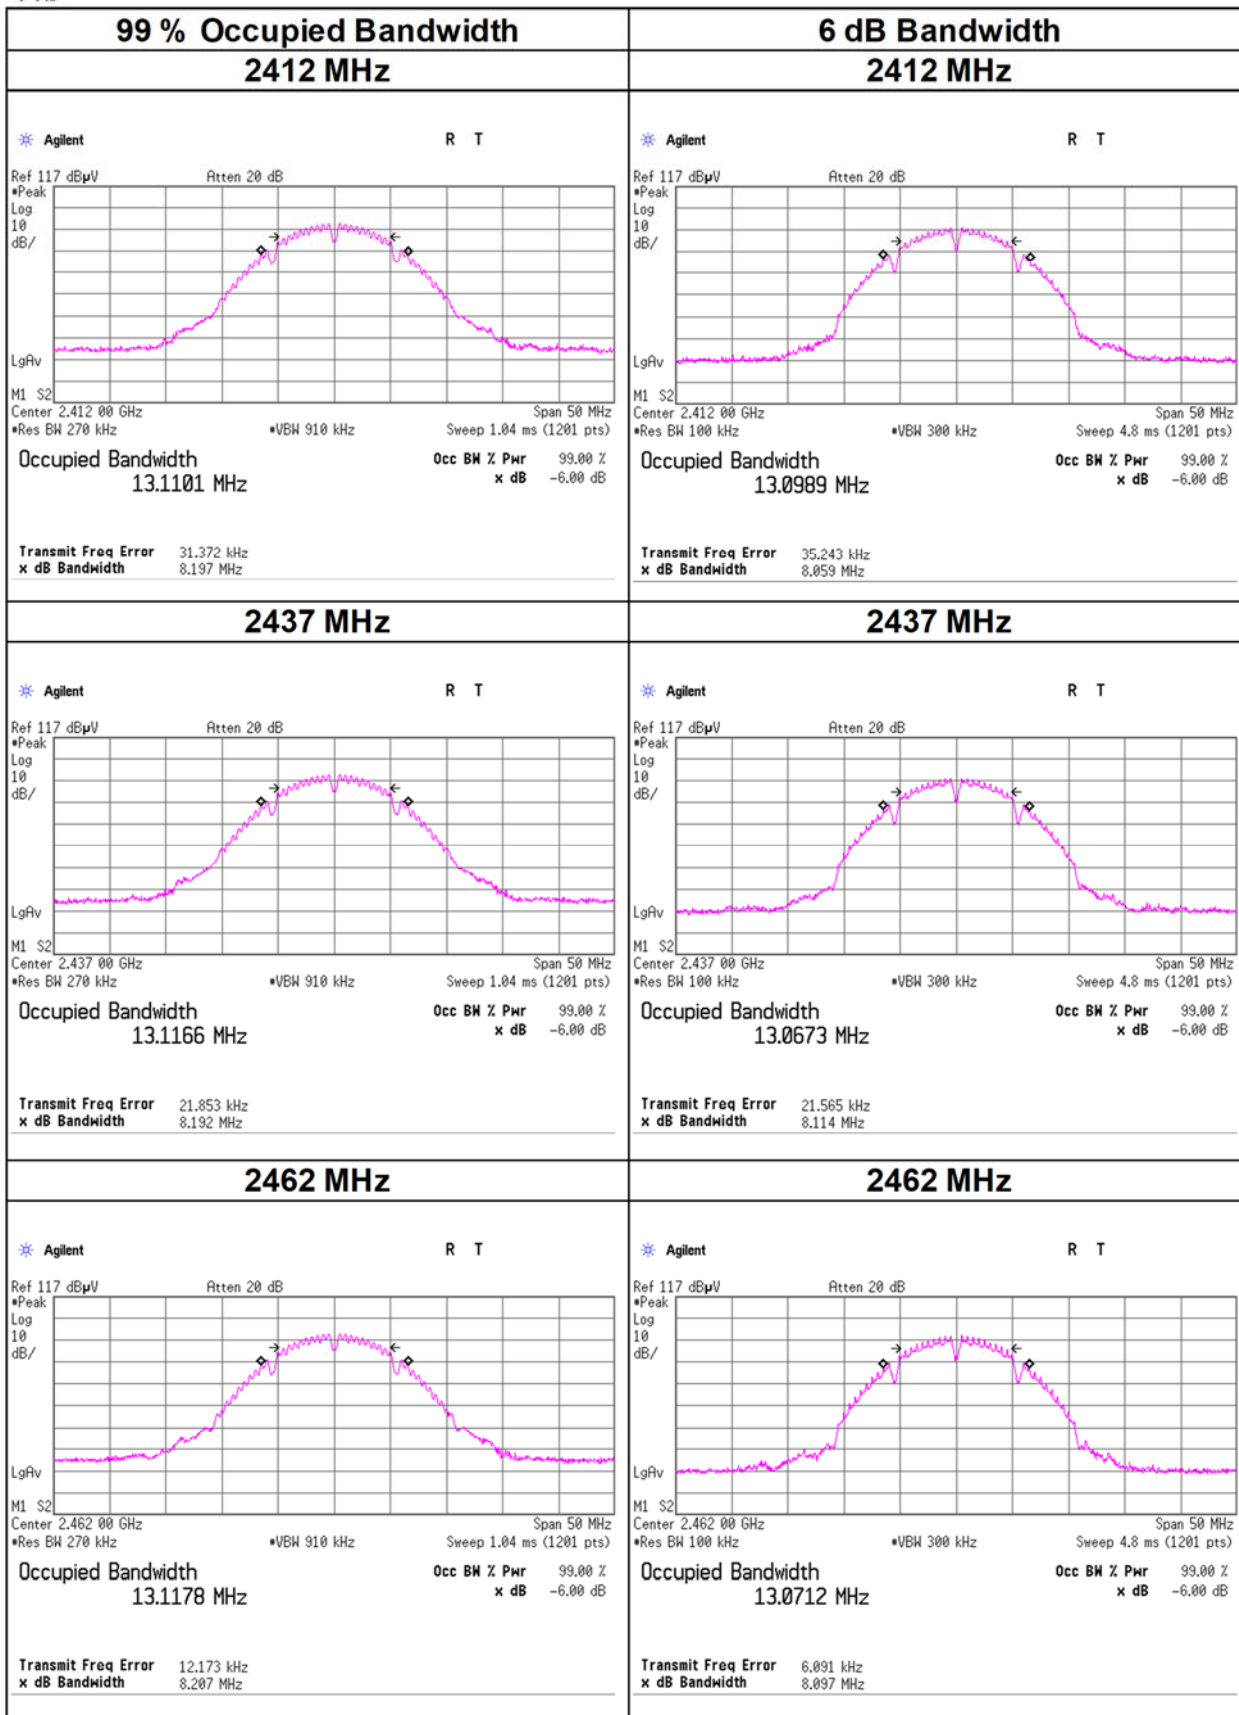 99 % Occupied Bandwidth
6 dB Bandwidth
2412 MHz
2412 MHz
Agilent R T
Ref 117 dBµV Atten 20 dB
#Peak
Log
10
dB/
LgAv
M1 S2
Center 2.412 00 GHz Span 50 MHz
#Res BW 270 kHz #VBW 910 kHz Sweep 1.04 ms (1201 pts)
Occupied Bandwidth Occ BW % Pwr 99.00 %
13.1101 MHz x dB -6.00 dB
Transmit Freq Error 31.372 kHz
x dB Bandwidth 8.197 MHz
Agilent R T
Ref 117 dBµV Atten 20 dB
#Peak
Log
10
dB/
LgAv
M1 S2
Center 2.412 00 GHz Span 50 MHz
#Res BW 100 kHz #VBW 300 kHz Sweep 4.8 ms (1201 pts)
Occupied Bandwidth Occ BW % Pwr 99.00 %
13.0989 MHz x dB -6.00 dB
Transmit Freq Error 35.243 kHz
x dB Bandwidth 8.059 MHz
2437 MHz
2437 MHz
Agilent R T
Ref 117 dBµV Atten 20 dB
#Peak
Log
10
dB/
LgAv
M1 S2
Center 2.437 00 GHz Span 50 MHz
#Res BW 270 kHz #VBW 910 kHz Sweep 1.04 ms (1201 pts)
Occupied Bandwidth Occ BW % Pwr 99.00 %
13.1166 MHz x dB -6.00 dB
Transmit Freq Error 21.853 kHz
x dB Bandwidth 8.192 MHz
Agilent R T
Ref 117 dBµV Atten 20 dB
#Peak
Log
10
dB/
LgAv
M1 S2
Center 2.437 00 GHz Span 50 MHz
#Res BW 100 kHz #VBW 300 kHz Sweep 4.8 ms (1201 pts)
Occupied Bandwidth Occ BW % Pwr 99.00 %
13.0673 MHz x dB -6.00 dB
Transmit Freq Error 21.565 kHz
x dB Bandwidth 8.114 MHz
2462 MHz
2462 MHz
Agilent R T
Ref 117 dBµV Atten 20 dB
#Peak
Log
10
dB/
LgAv
M1 S2
Center 2.462 00 GHz Span 50 MHz
#Res BW 270 kHz #VBW 910 kHz Sweep 1.04 ms (1201 pts)
Occupied Bandwidth Occ BW % Pwr 99.00 %
13.1178 MHz x dB -6.00 dB
Transmit Freq Error 12.173 kHz
x dB Bandwidth 8.207 MHz
Agilent R T
Ref 117 dBµV Atten 20 dB
#Peak
Log
10
dB/
LgAv
M1 S2
Center 2.462 00 GHz Span 50 MHz
#Res BW 100 kHz #VBW 300 kHz Sweep 4.8 ms (1201 pts)
Occupied Bandwidth Occ BW % Pwr 99.00 %
13.0712 MHz x dB -6.00 dB
Transmit Freq Error 6.091 kHz
x dB Bandwidth 8.097 MHz